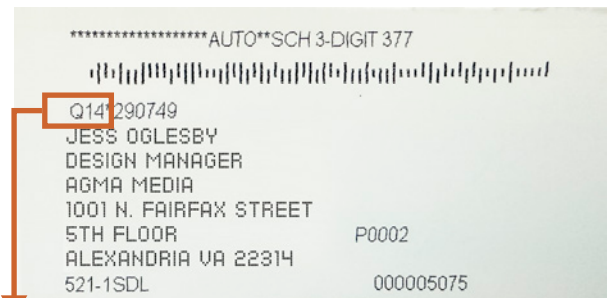 *******************AUTO**SCH 3-DIGIT 377
Q14*290749
JESS OGLESBY
DESIGN MANAGER
AGMA MEDIA
1001 N. FAIRFAX STREET
5TH FLOOR P0002
ALEXANDRIA VA 22314
521-1SDL 000005075